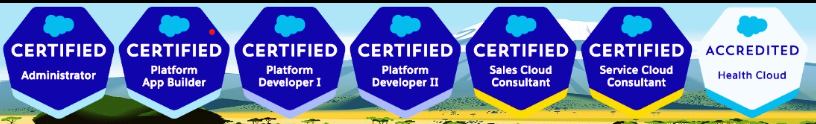 CERTIFIED
Administrator
CERTIFIED
Platform
App Builder
CERTIFIED
Platform
Developer I
CERTIFIED
Platform
Developer II
CERTIFIED
Sales Cloud
Consultant
CERTIFIED
Service Cloud
Consultant
ACCREDITED
Health Cloud